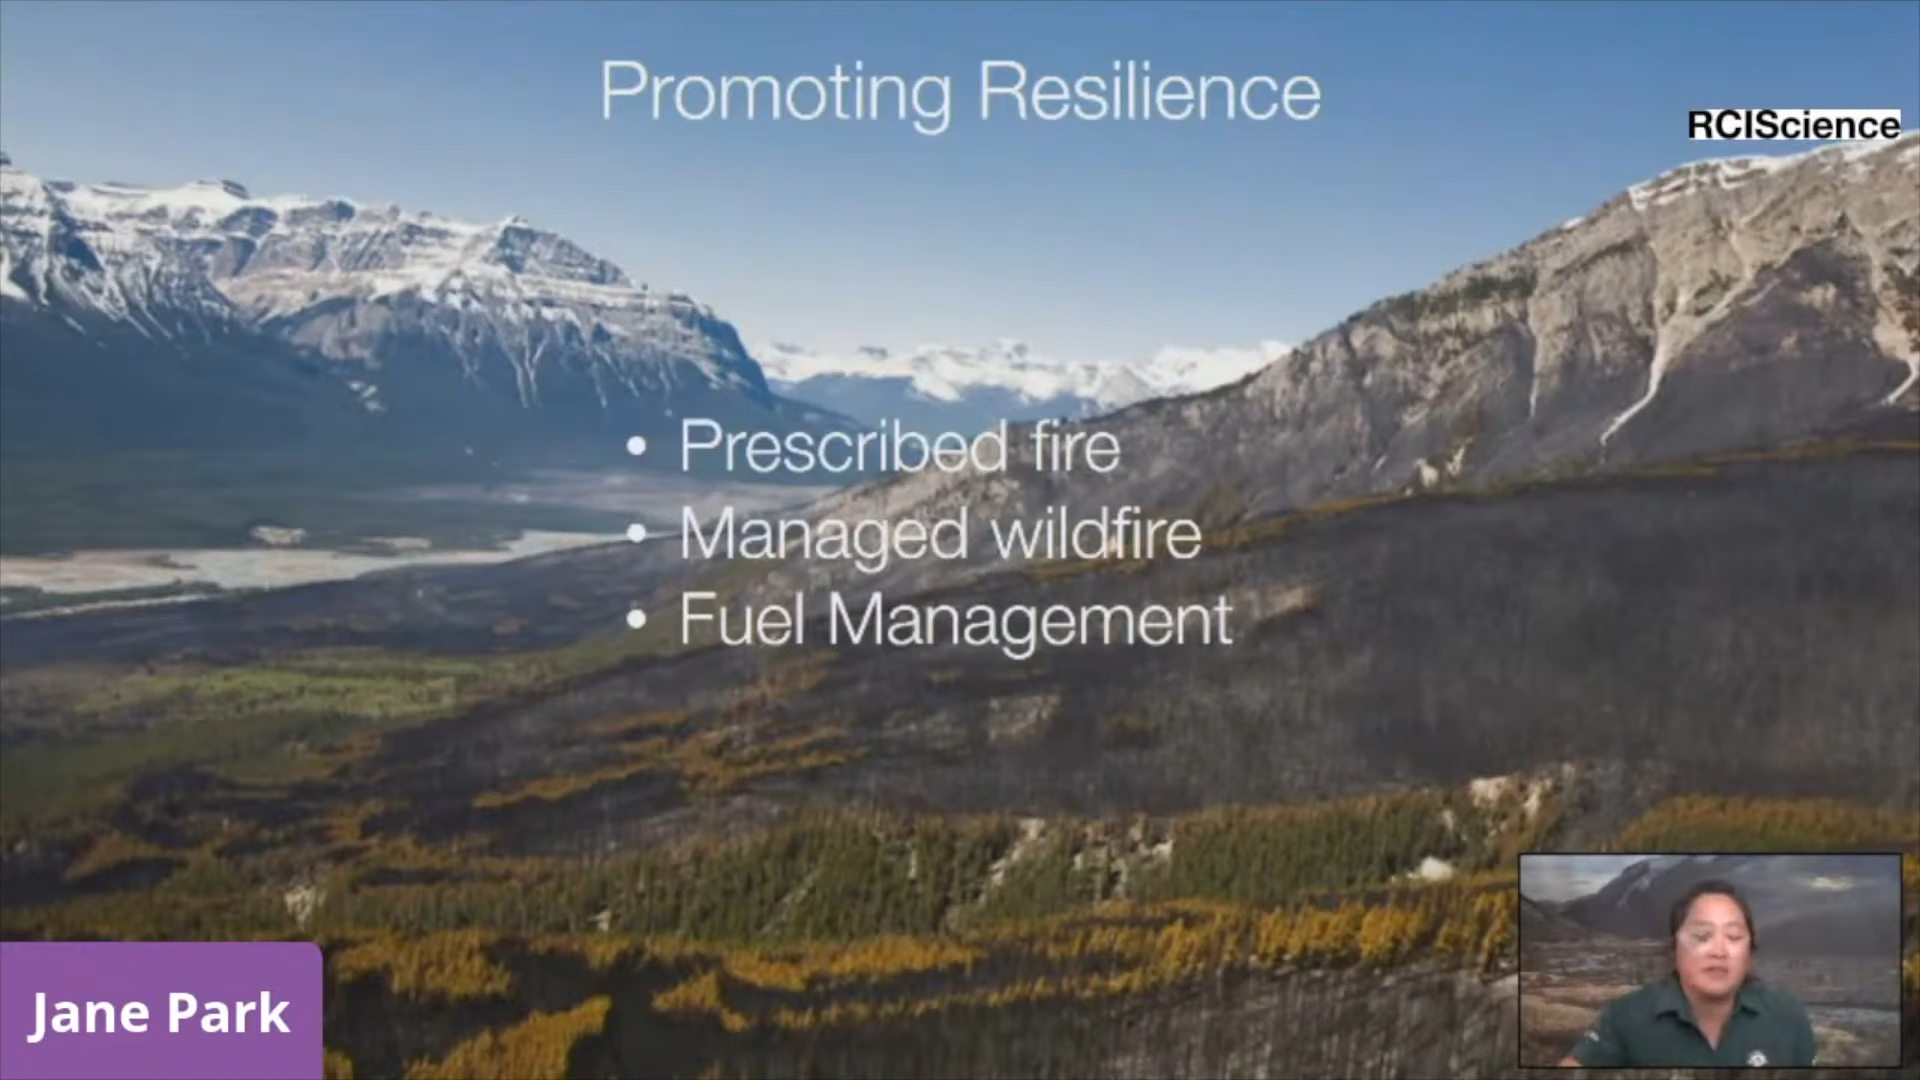 Promoting Resilience
RCIScience
• Prescribed fire
• Managed wildfire
• Fuel Management
Jane Park